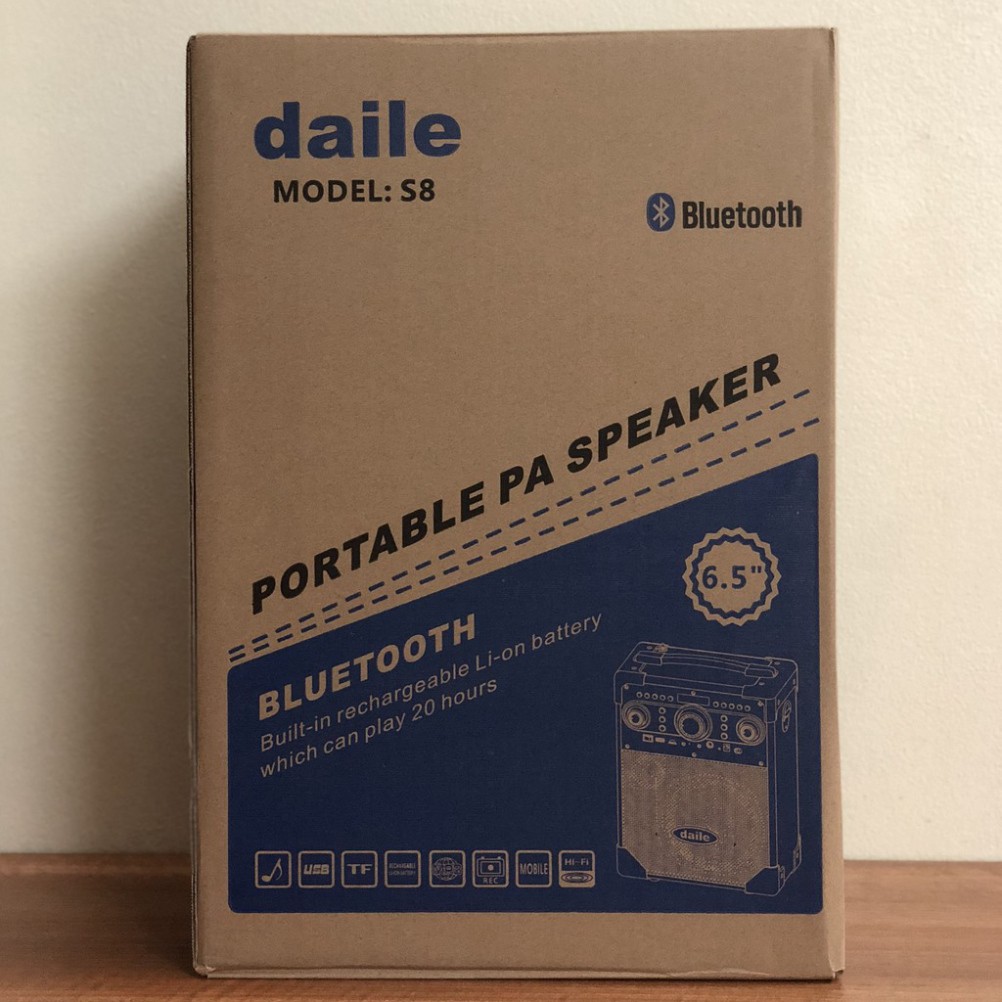 daile
MODEL: S8
Bluetooth
PORTABLE PA SPEAKER
6.5"
BLUETOOTH
Built-in rechargeable Li-on battery
which can play 20 hours
daile
USB
TF
RECHARGEABLE
REC
MOBILE
Hi-Fi